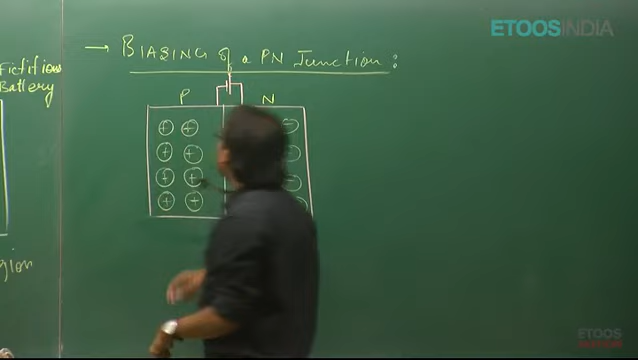 ETOOSINDIA
→ BIASING of a PN Junction :
Fictitious
Battery
P N
+ + -
+ + -
+ + -
+ +
gion
ETOOS